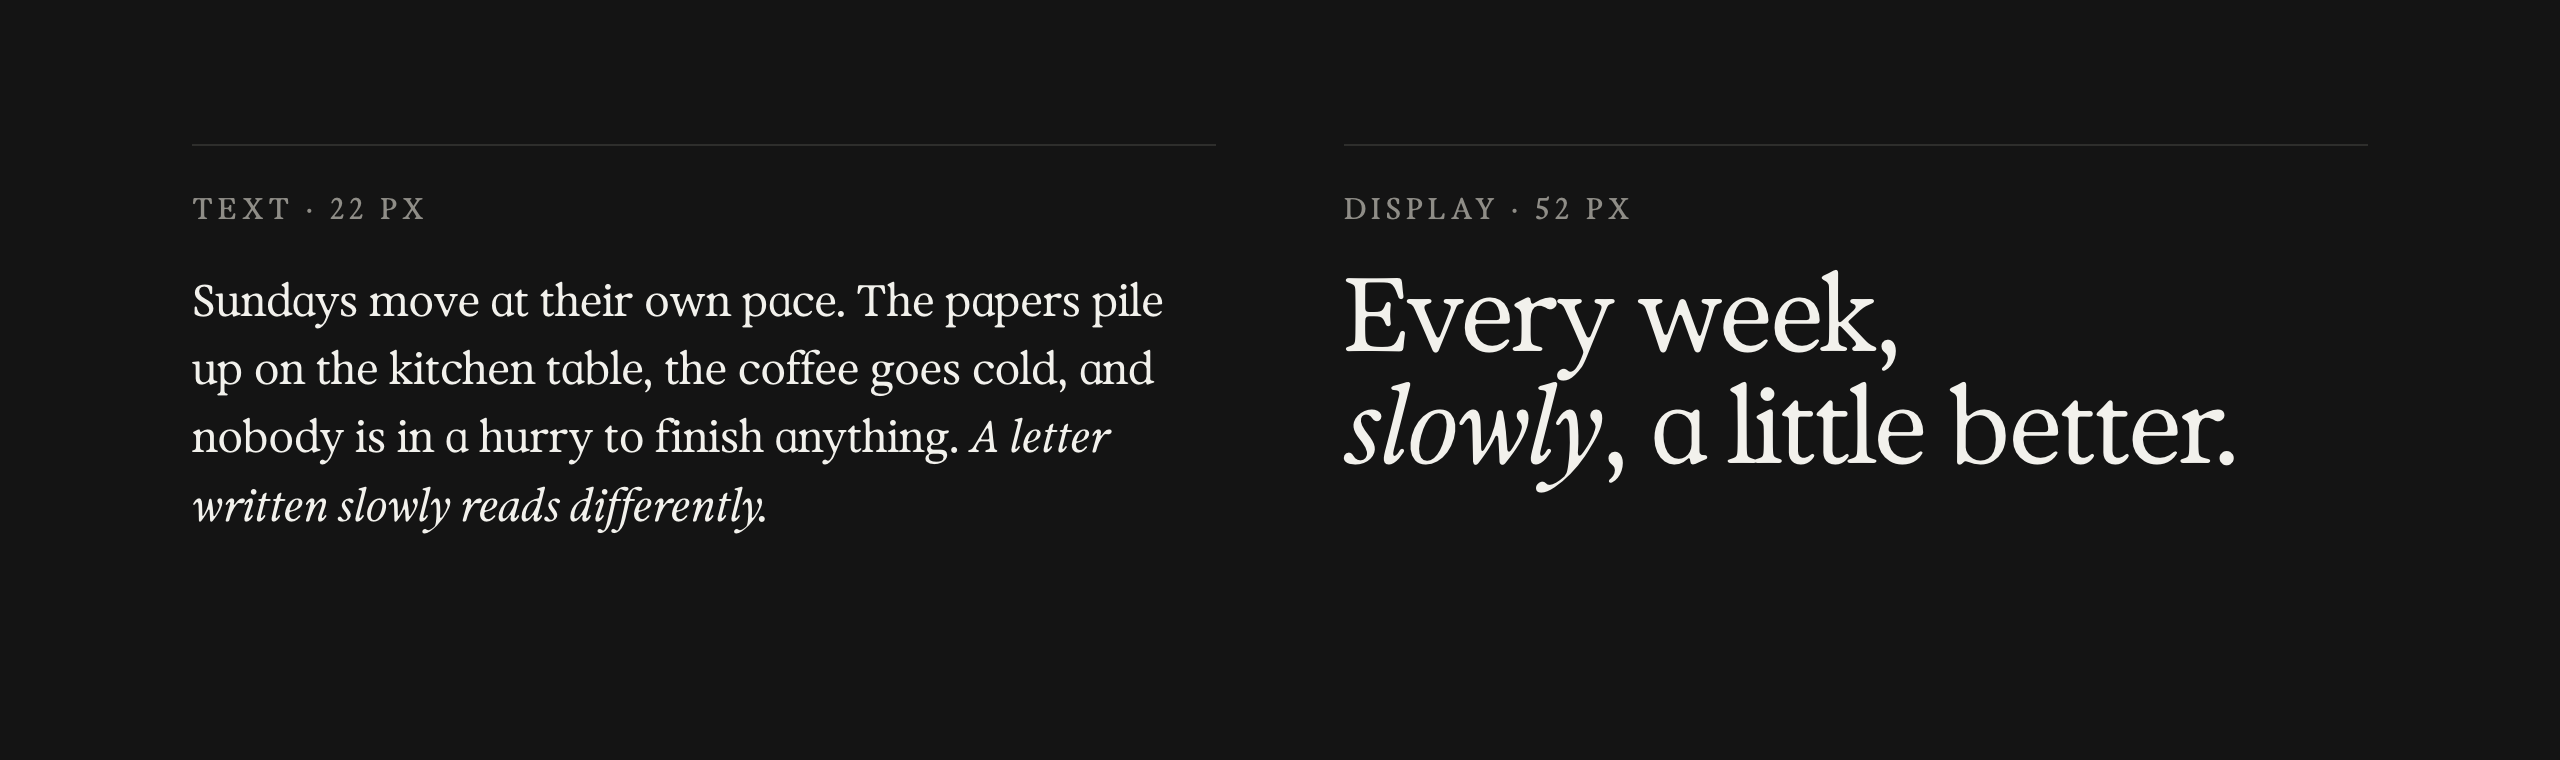 TEXT · 22 PX
Sundays move at their own pace. The papers pile
up on the kitchen table, the coffee goes cold, and
nobody is in a hurry to finish anything. A letter
written slowly reads differently.
DISPLAY · 52 PX
Every week,
slowly, a little better.